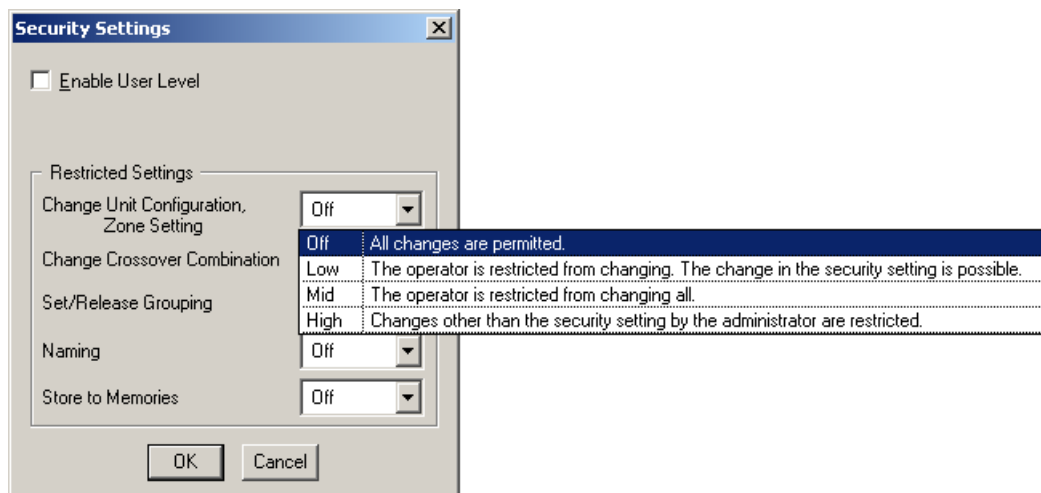 Security Settings
Enable User Level
Restricted Settings
Change Unit Configuration,
Zone Setting
Off
Off All changes are permitted.
Low The operator is restricted from changing. The change in the security setting is possible.
Mid The operator is restricted from changing all.
High Changes other than the security setting by the administrator are restricted.
Change Crossover Combination
Set/Release Grouping
Naming Off
Store to Memories Off
OK Cancel